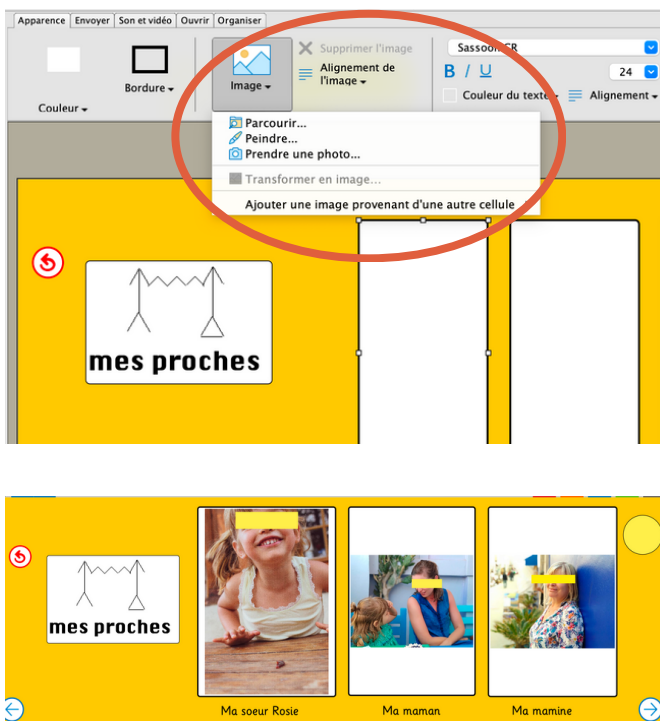 Apparence Envoyer Son et vidéo Ouvrir Organiser
Couleur
Bordure
Image
Supprimer l'image
Alignement de
l'image
Sassoon
B I U
24
Couleur du texte
Alignement
Parcourir...
Peindre...
Prendre une photo...
Transformer en image...
Ajouter une image provenant d'une autre cellule
mes proches
mes proches
Ma soeur Rosie
Ma maman
Ma mamine